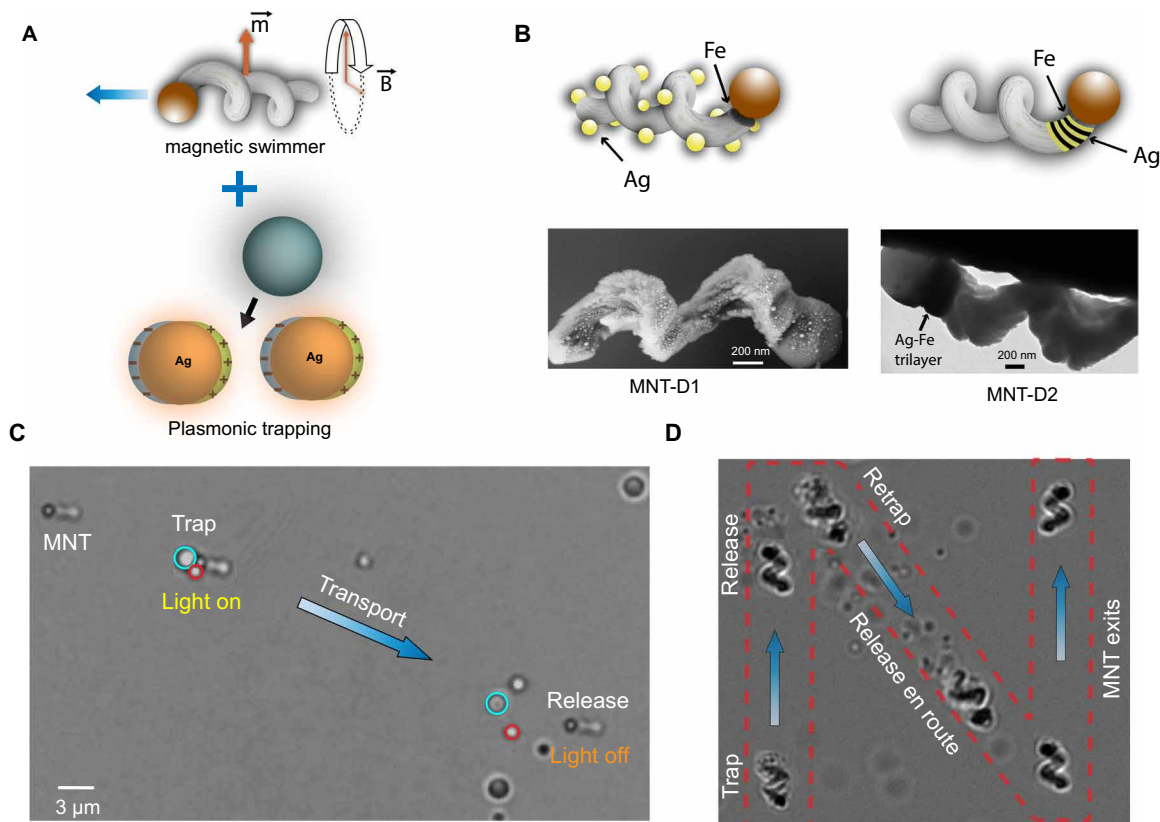 A
m
B
magnetic swimmer
+
Ag
Ag
Plasmonic trapping
B
Fe
Ag
Fe
Ag
200 nm
MNT-D1
Ag-Fe
trilayer
200 nm
MNT-D2
C
MNT
Trap
Light on
Transport
Release
Light off
3 µm
D
Release
Trap
Retrap
Release en route
MNT exits